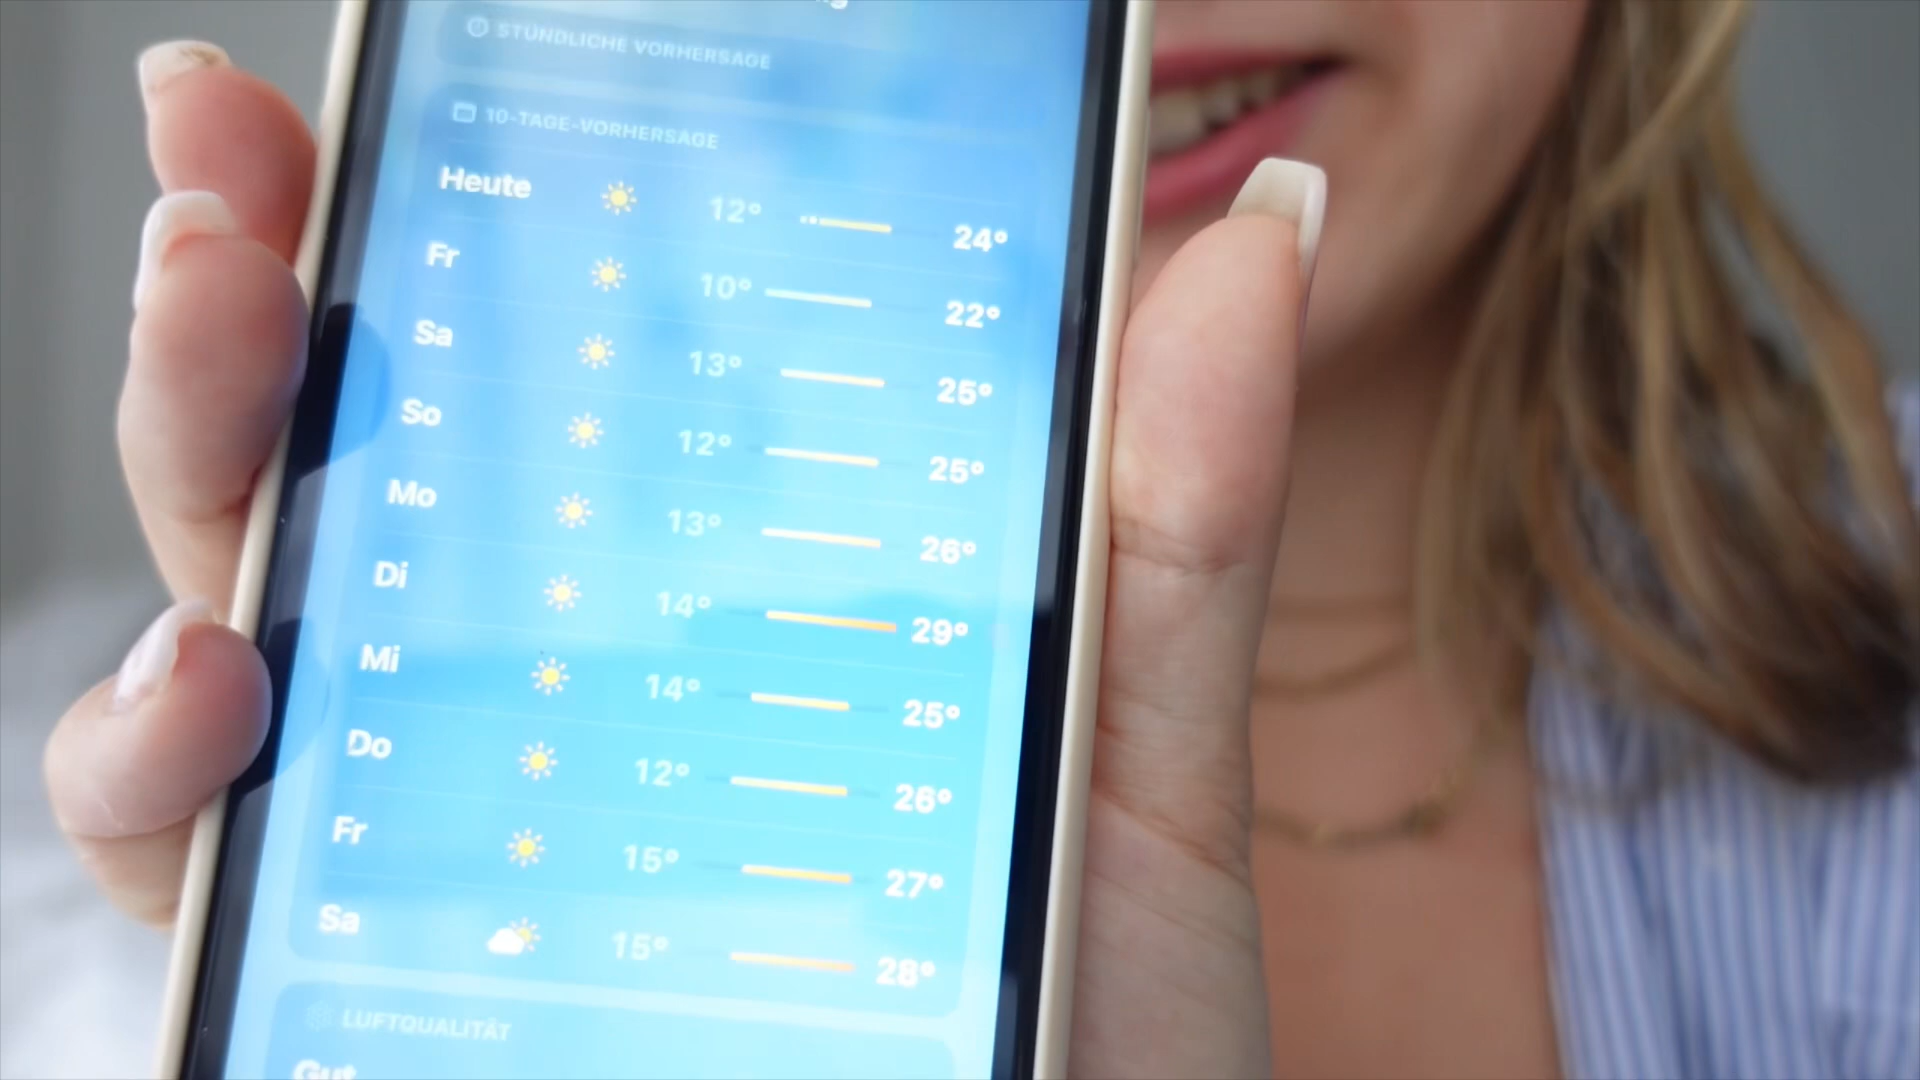 STÜNDLICHE VORHERSAGE
10-TAGE-VORHERSAGE
Heute 12° 24°
Fr 10° 22°
Sa 13° 25°
So 12° 25°
Mo 13° 26°
Di 14° 29°
Mi 14° 25°
Do 12° 26°
Fr 15° 27°
Sa 15° 28°
LUFTQUALITÄT
Gut